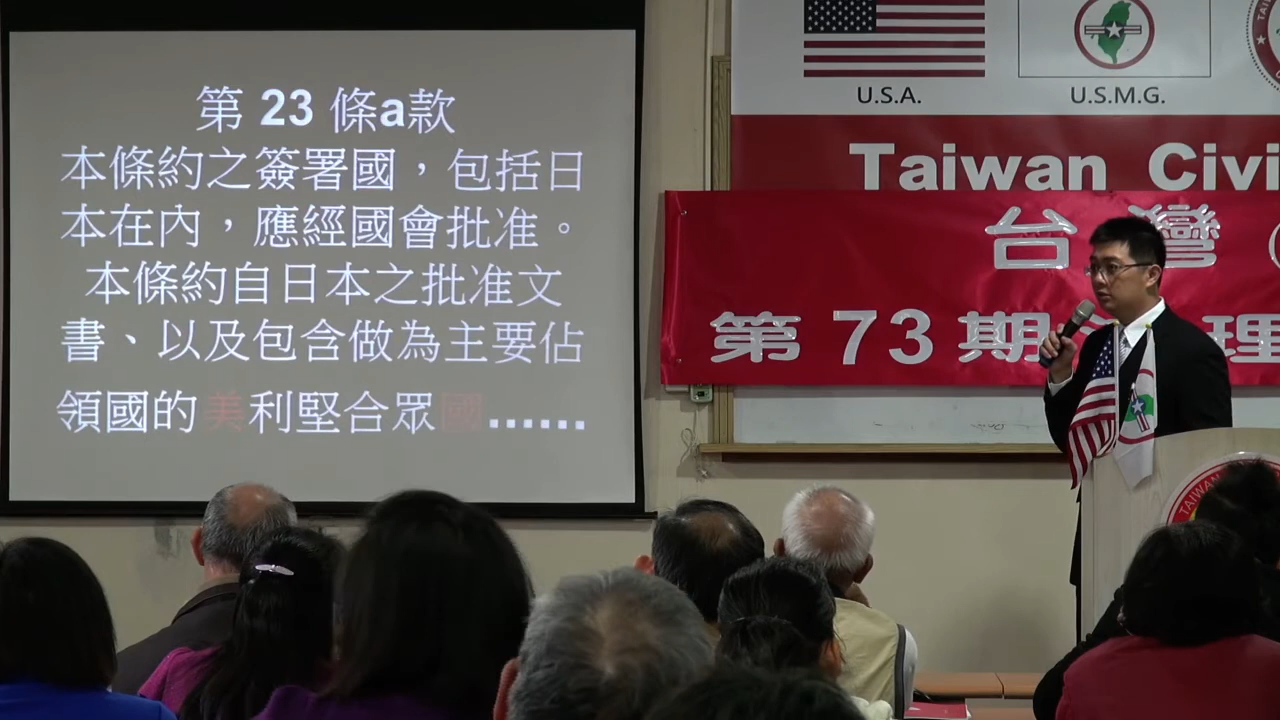 第 23 條a款
本條約之簽署國，包括日
本在內，應經國會批准。
本條約自日本之批准文
書、以及包含做為主要佔
領國的美利堅合眾國……
U.S.A.
U.S.M.G.
Taiwan Civi
台灣
第 73 期 理
TAIWAN